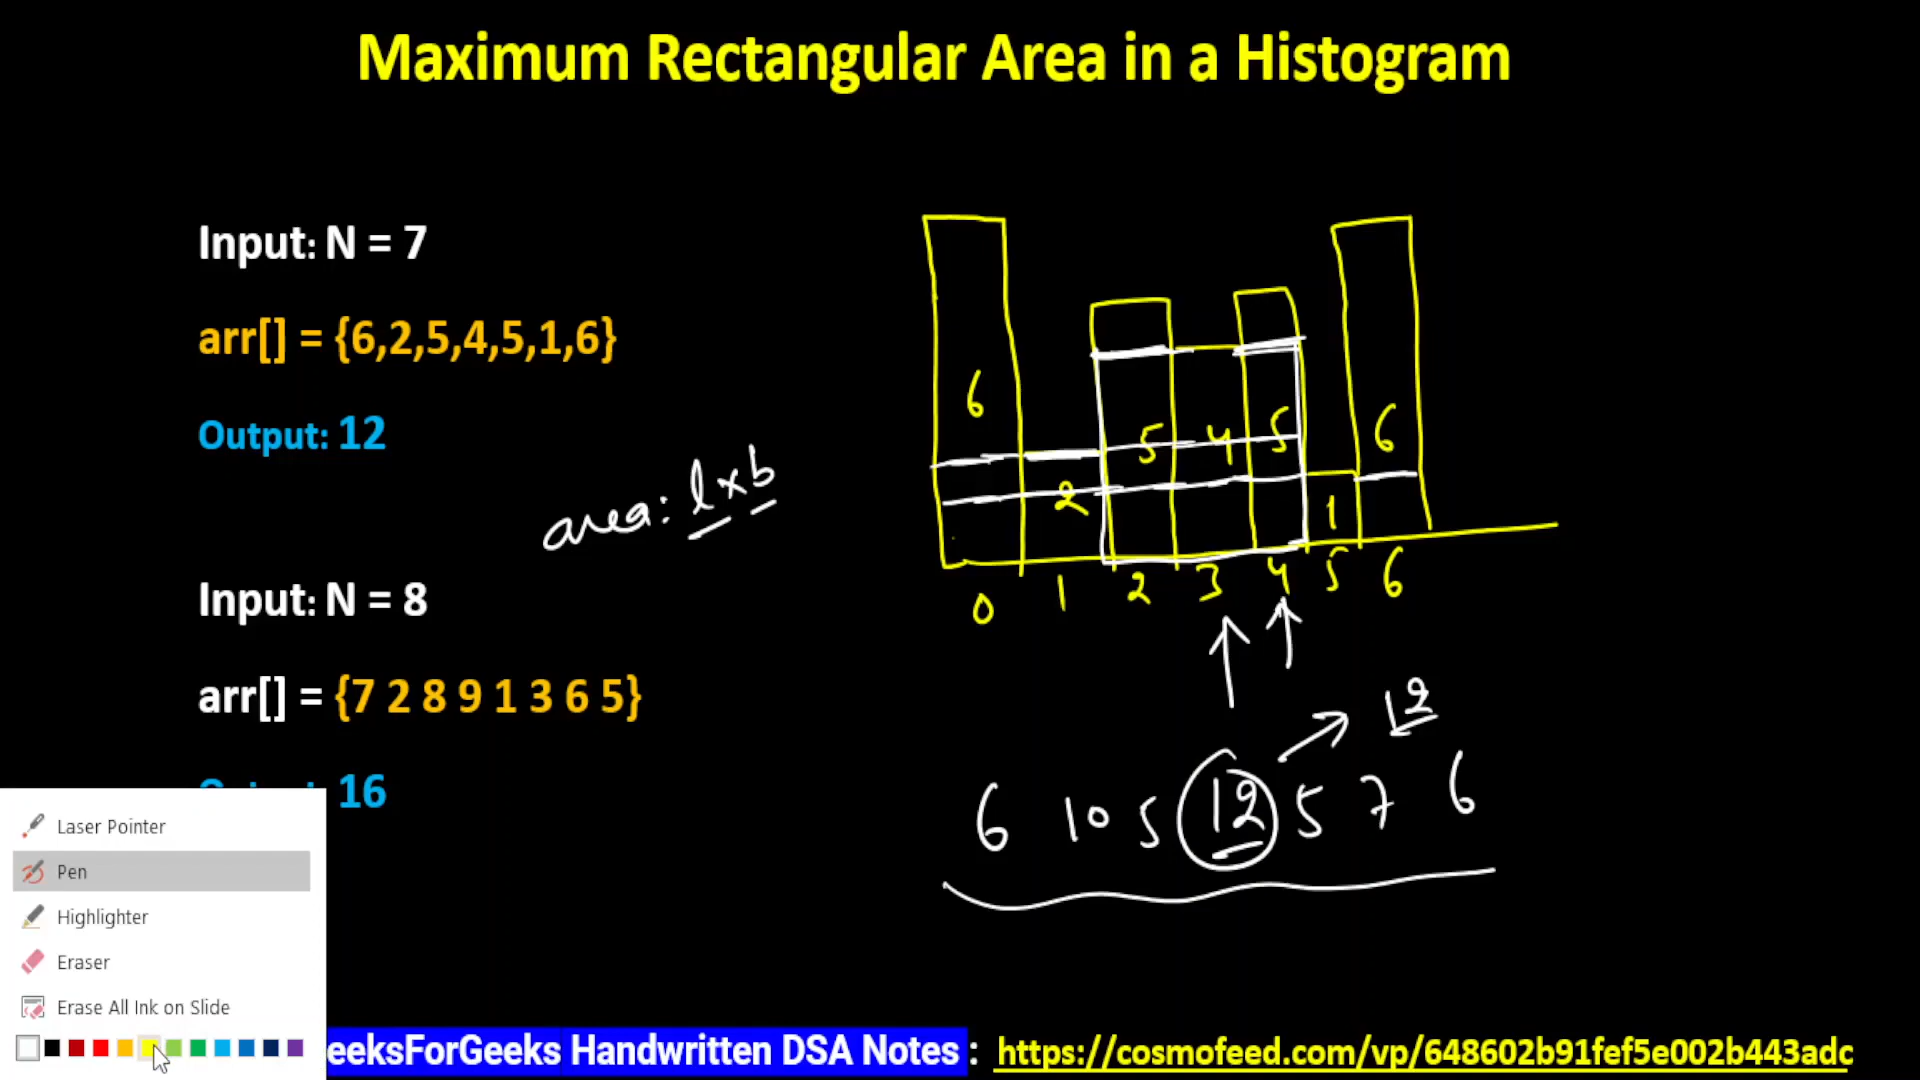 Maximum Rectangular Area in a Histogram
Input: N = 7
arr[] = {6,2,5,4,5,1,6}
Output: 12
area: l x b
Input: N = 8
arr[] = {7 2 8 9 1 3 6 5}
16
6
2
5
4
5
1
6
0 1 2 3 4 5 6
12
6 10 5 12 5 7 6
Laser Pointer
Pen
Highlighter
Eraser
Erase All Ink on Slide
eeksForGeeks Handwritten DSA Notes : https://cosmofeed.com/vp/648602b91fef5e002b443adc